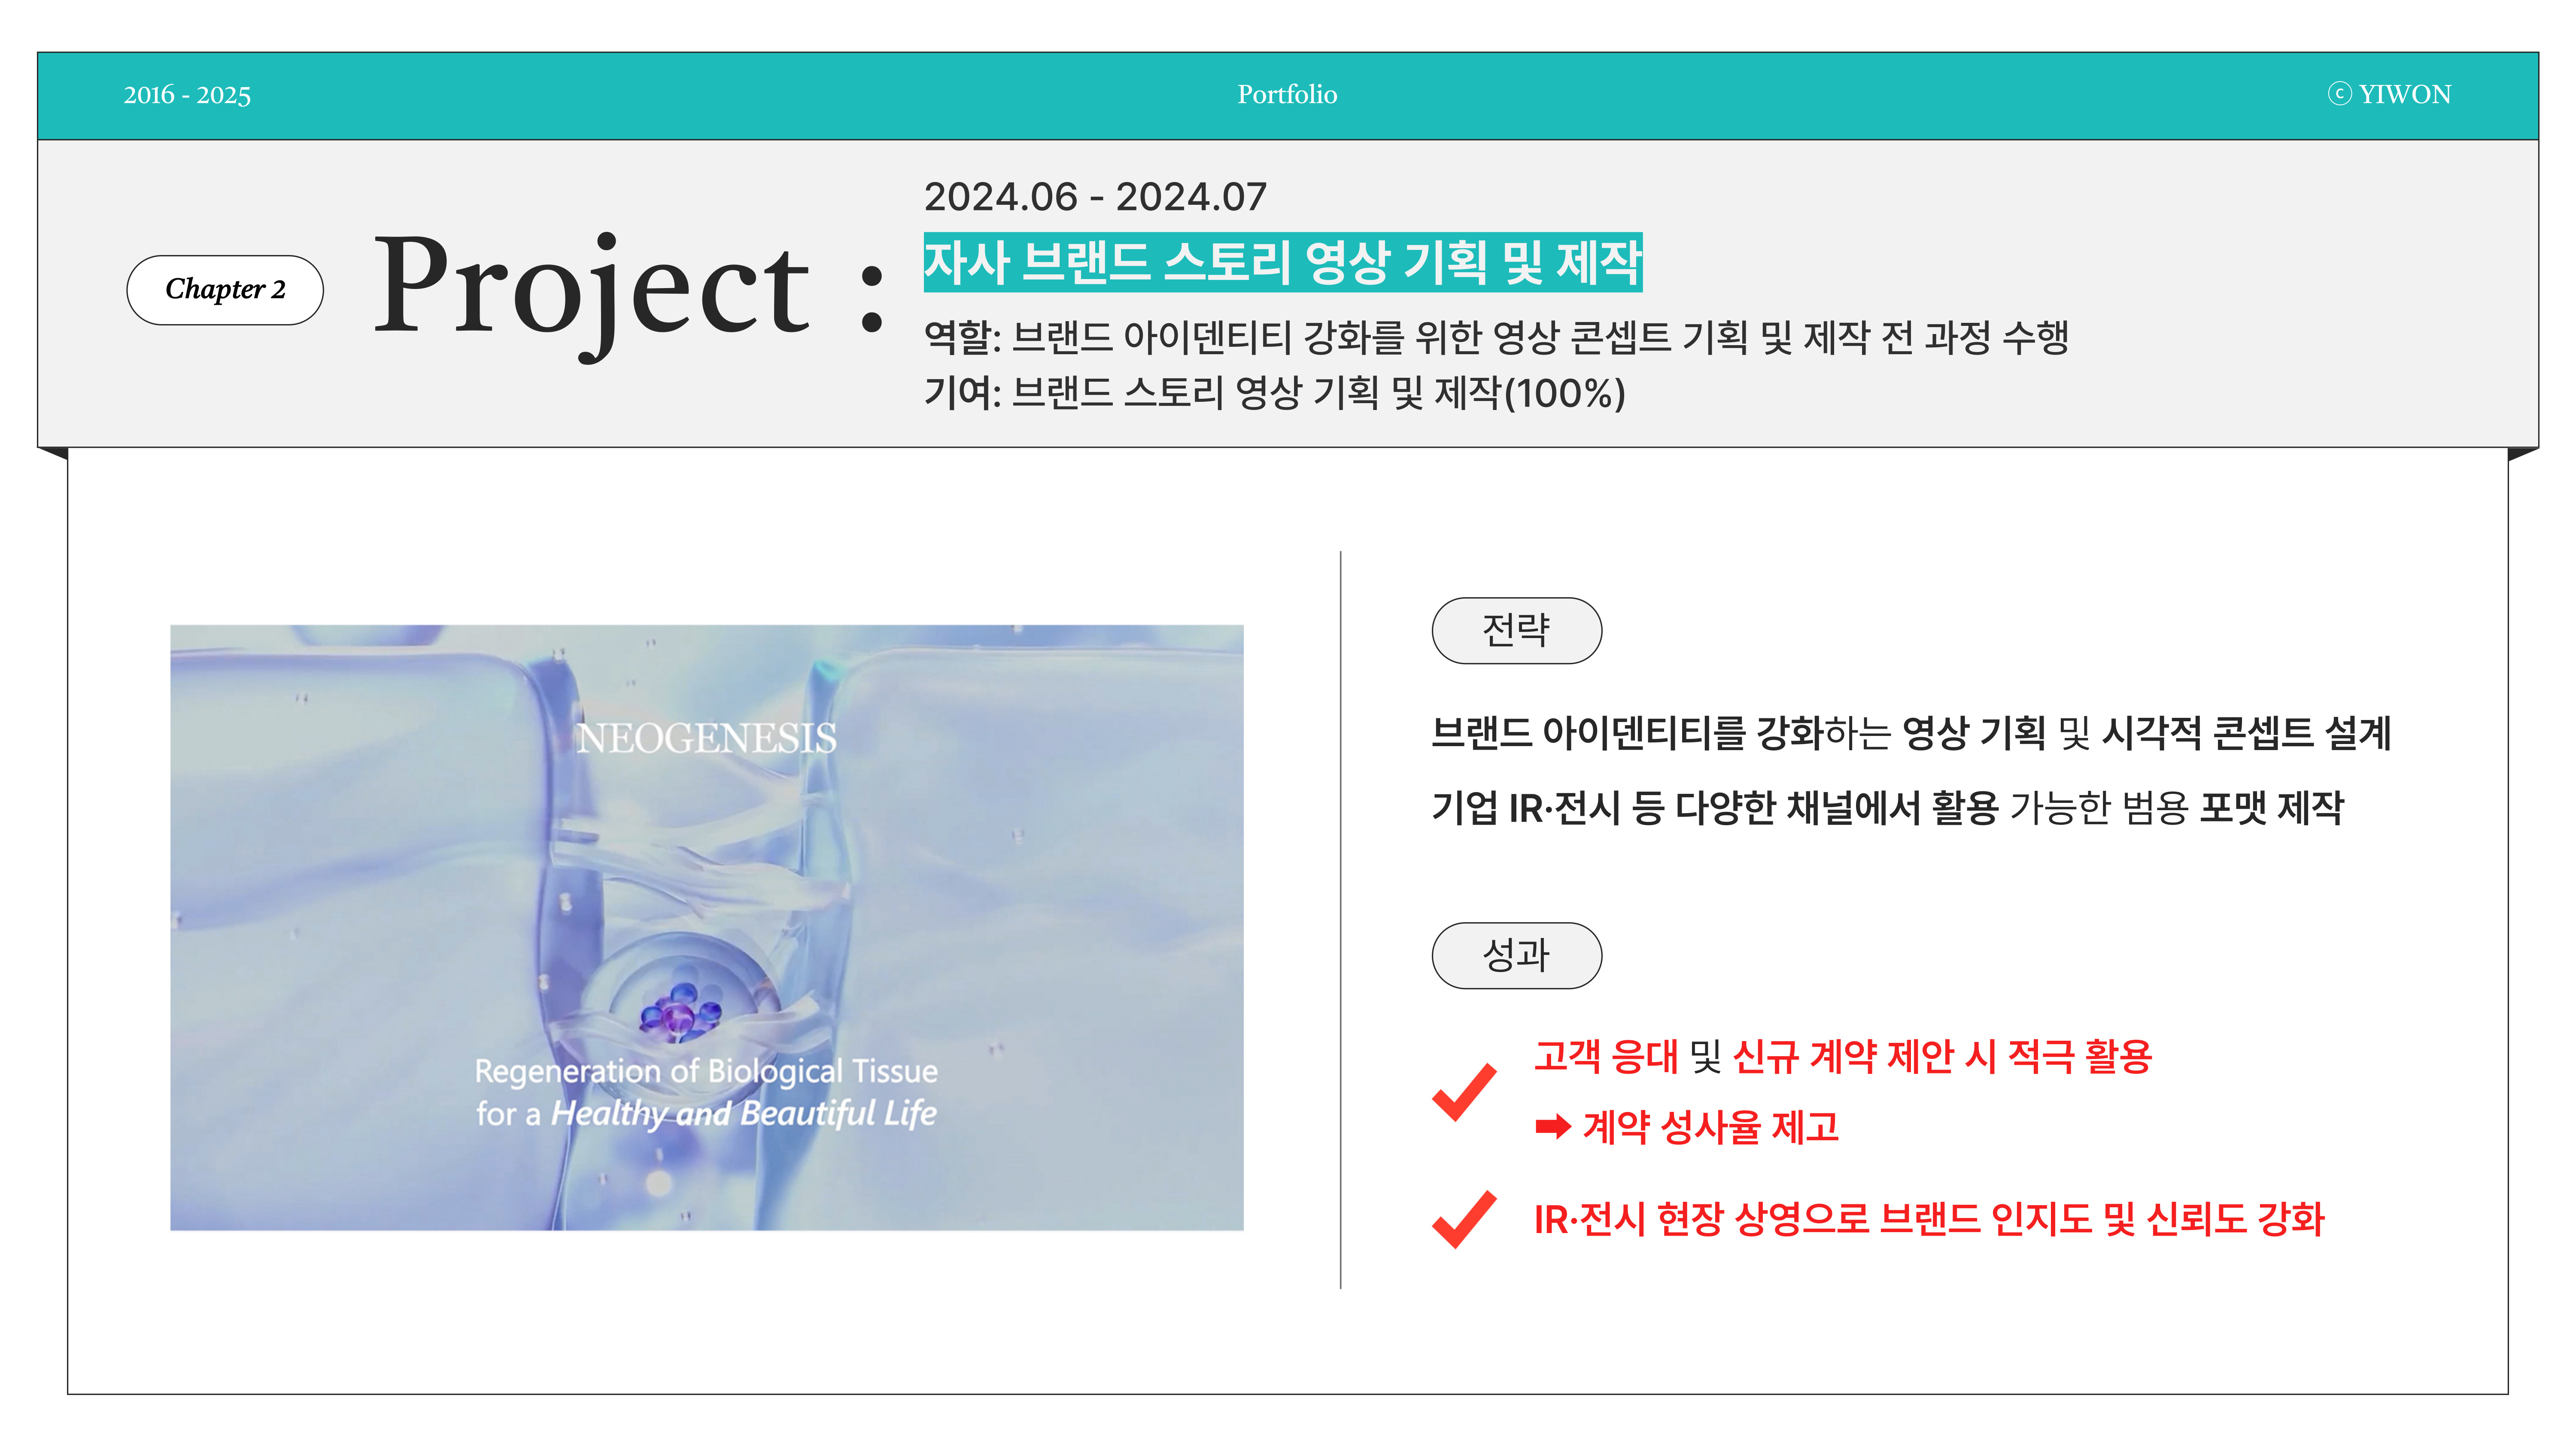 2016 - 2025
Portfolio
ⓒ YIWON
Chapter 2
Project :
2024.06 - 2024.07
자사 브랜드 스토리 영상 기획 및 제작
역할: 브랜드 아이덴티티 강화를 위한 영상 콘셉트 기획 및 제작 전 과정 수행
기여: 브랜드 스토리 영상 기획 및 제작(100%)
NEOGENESIS
Regeneration of Biological Tissue
for a Healthy and Beautiful Life
전략
브랜드 아이덴티티를 강화하는 영상 기획 및 시각적 콘셉트 설계
기업 IR·전시 등 다양한 채널에서 활용 가능한 범용 포맷 제작
성과
고객 응대 및 신규 계약 제안 시 적극 활용
➡ 계약 성사율 제고
IR·전시 현장 상영으로 브랜드 인지도 및 신뢰도 강화